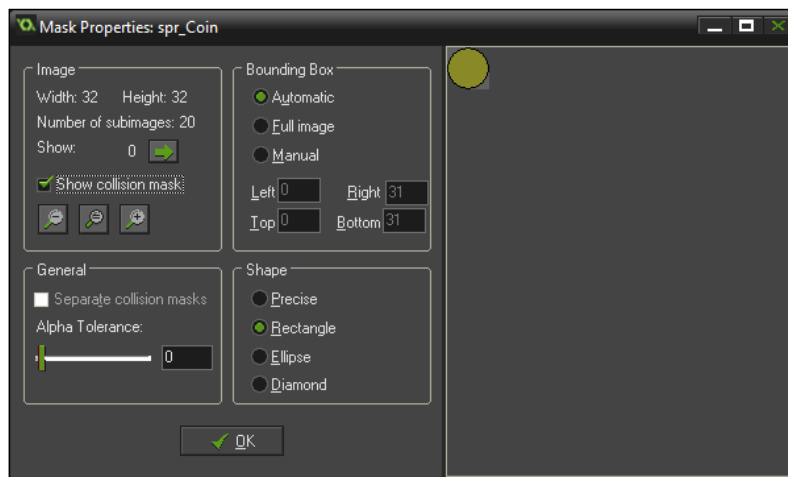 Mask Properties: spr_Coin
Image
Width: 32 Height: 32
Number of subimages: 20
Show: 0
Show collision mask
Bounding Box
Automatic
Full image
Manual
Left 0 Right 31
Top 0 Bottom 31
General
Separate collision masks
Alpha Tolerance:
0
Shape
Precise
Rectangle
Ellipse
Diamond
OK